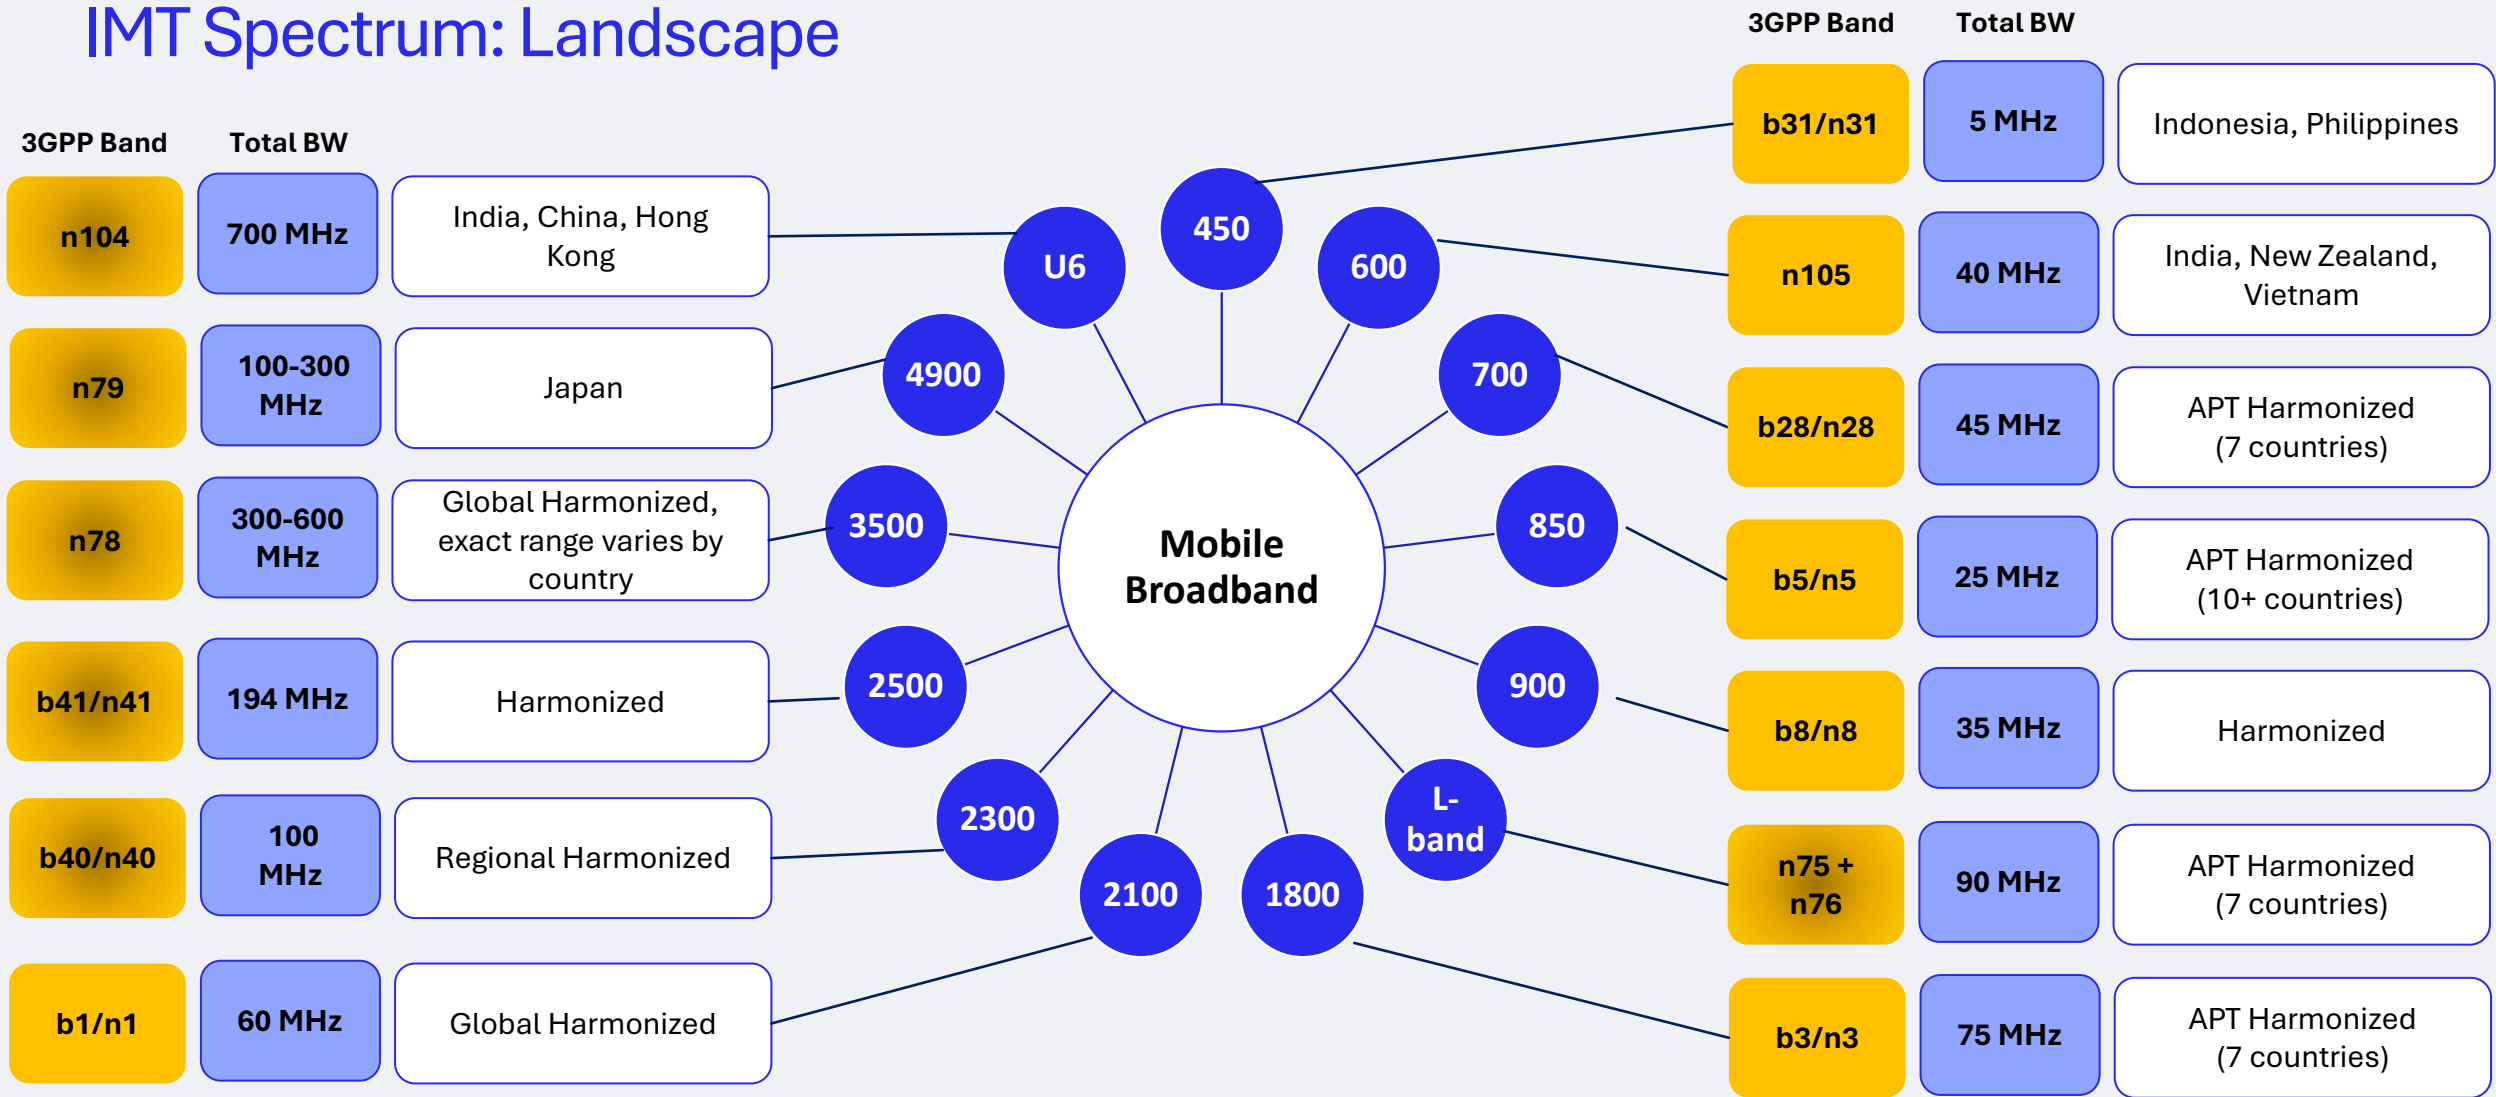 IMT Spectrum: Landscape
3GPP Band
Total BW
n104
700 MHz
India, China, Hong
Kong
n79
100-300
MHz
Japan
n78
300-600
MHz
Global Harmonized,
exact range varies by
country
b41/n41
194 MHz
Harmonized
b40/n40
100
MHz
Regional Harmonized
b1/n1
60 MHz
Global Harmonized
U6
4900
3500
2500
2300
2100
Mobile
Broadband
450
600
700
850
900
L-
band
1800
3GPP Band
Total BW
b31/n31
5 MHz
Indonesia, Philippines
n105
40 MHz
India, New Zealand,
Vietnam
b28/n28
45 MHz
APT Harmonized
(7 countries)
b5/n5
25 MHz
APT Harmonized
(10+ countries)
b8/n8
35 MHz
Harmonized
n75 +
n76
90 MHz
APT Harmonized
(7 countries)
b3/n3
75 MHz
APT Harmonized
(7 countries)